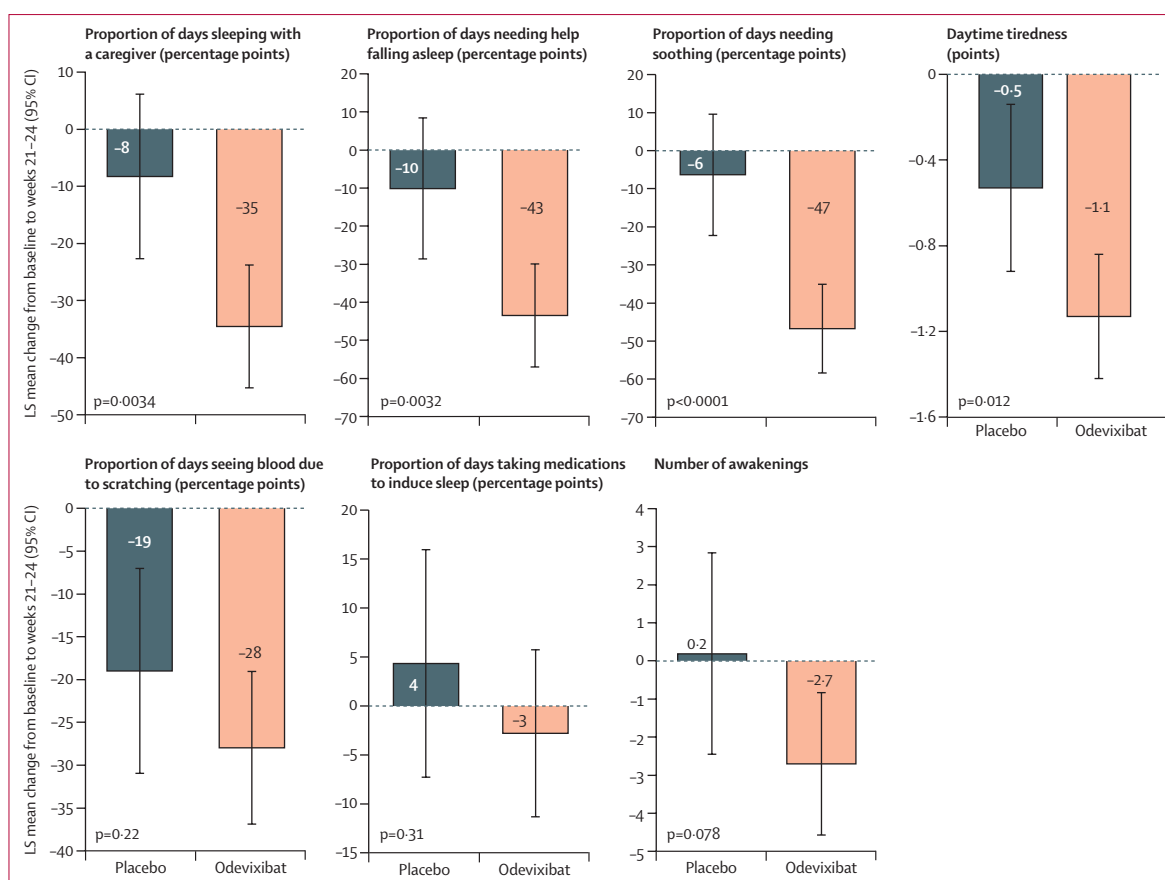 Proportion of days sleeping with
a caregiver (percentage points)
LS mean change from baseline to weeks 21–24 (95% CI)
10
0
–10
–20
–30
–40
–50
–8
–35
p=0·0034
Proportion of days needing help
falling asleep (percentage points)
20
10
0
–10
–20
–30
–40
–50
–60
–70
–10
–43
p=0·0032
Proportion of days needing
soothing (percentage points)
20
10
0
–10
–20
–30
–40
–50
–60
–70
–6
–47
p<0·0001
Daytime tiredness
(points)
0
–0·4
–0·8
–1·2
–1·6
–0·5
–1·1
p=0·012
Placebo
Odevixibat
Proportion of days seeing blood due
to scratching (percentage points)
LS mean change from baseline to weeks 21–24 (95% CI)
0
–5
–10
–15
–20
–25
–30
–35
–40
–19
–28
p=0·22
Placebo
Odevixibat
Proportion of days taking medications
to induce sleep (percentage points)
20
15
10
5
0
–5
–10
–15
4
–3
p=0·31
Placebo
Odevixibat
Number of awakenings
4
3
2
1
0
–1
–2
–3
–4
–5
0·2
–2·7
p=0·078
Placebo
Odevixibat